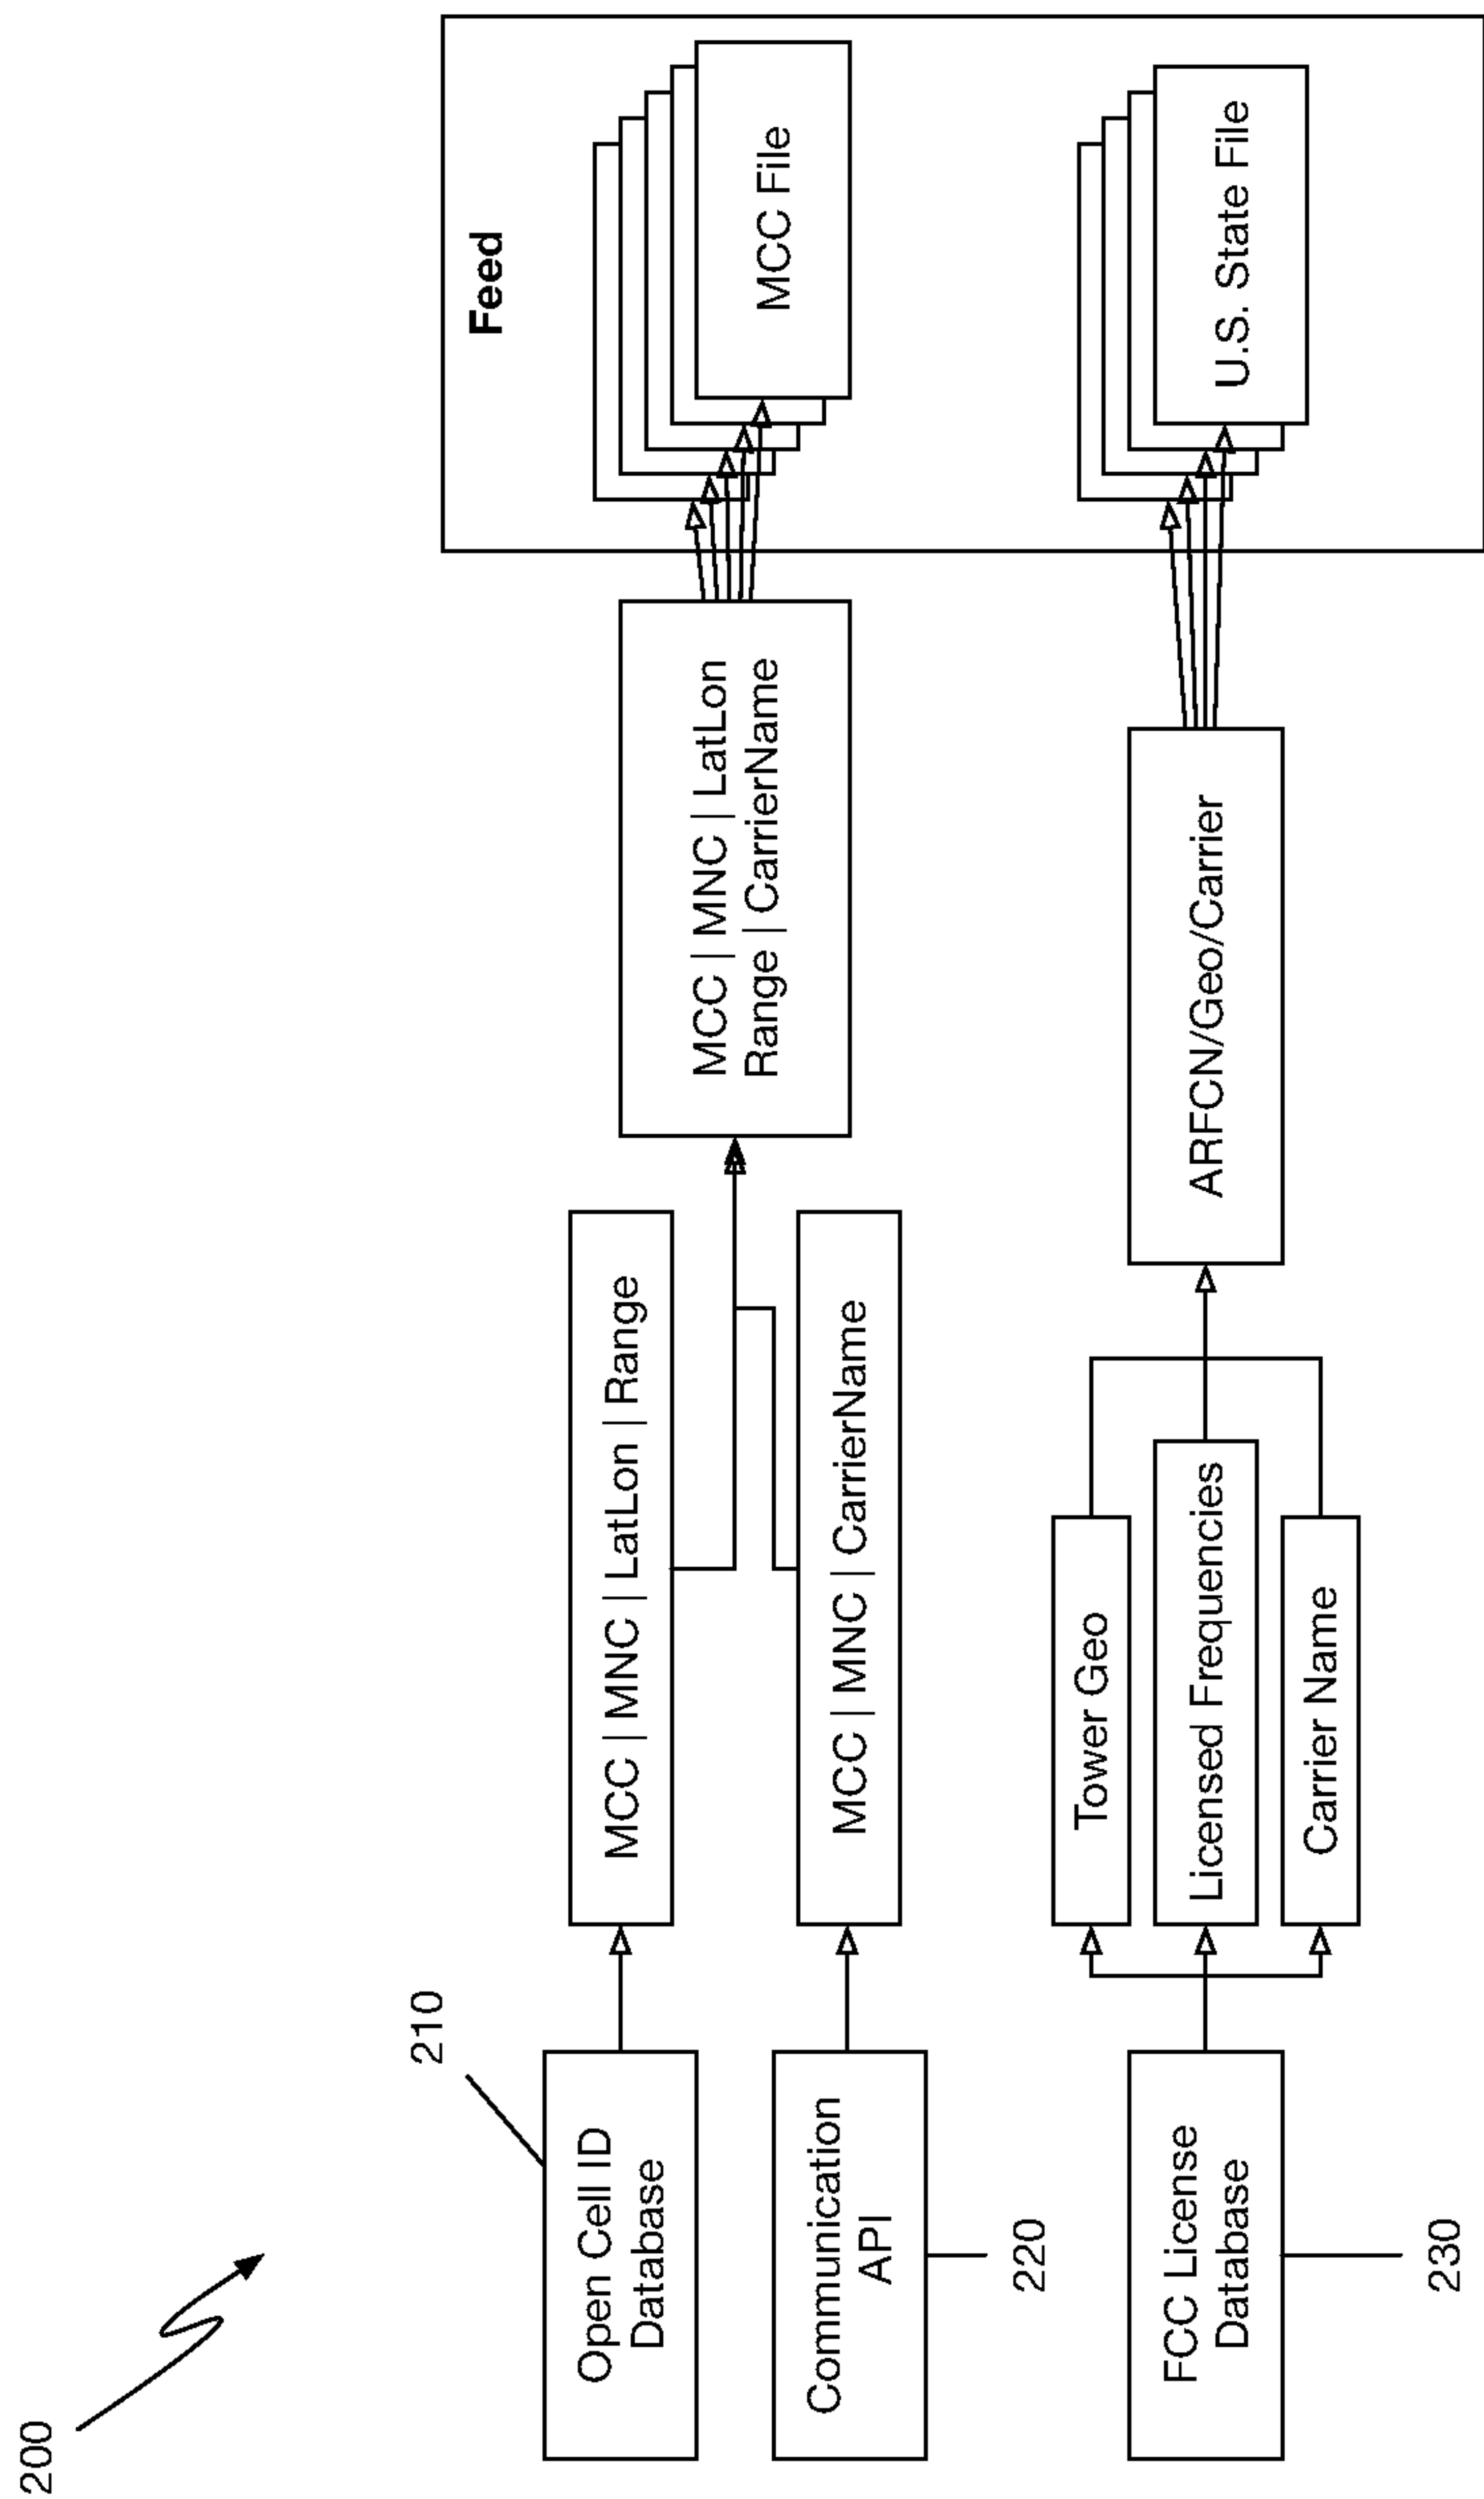 200
210
Open Cell ID
Database
MCC | MNC | LatLon | Range
Communication
API
220
MCC | MNC | CarrierName
MCC | MNC | LatLon
Range | CarrierName
Feed
MCC File
FCC License
Database
230
Tower Geo
Licensed Frequencies
Carrier Name
ARFCN/Geo/Carrier
U.S. State File